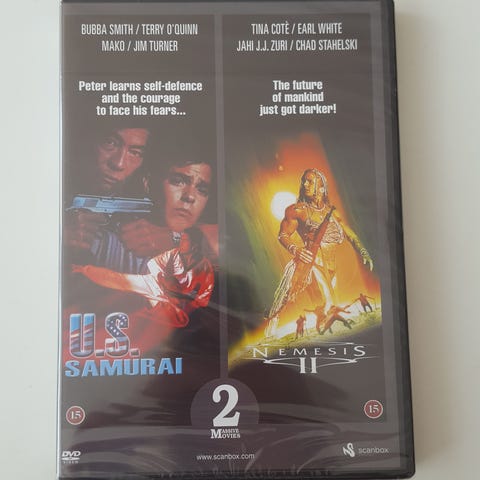 BUBBA SMITH / TERRY O'QUINN
MAKO / JIM TURNER
Peter learns self-defence
and the courage
to face his fears...
U.S.
SAMURAI
15
TINA COTÈ / EARL WHITE
JAHI J.J. ZURI / CHAD STAHELSKI
The future
of mankind
just got darker!
NEMESIS
II
15
2
MASSIVE
MOVIES
DVD
VIDEO
www.scanbox.com
scanbox